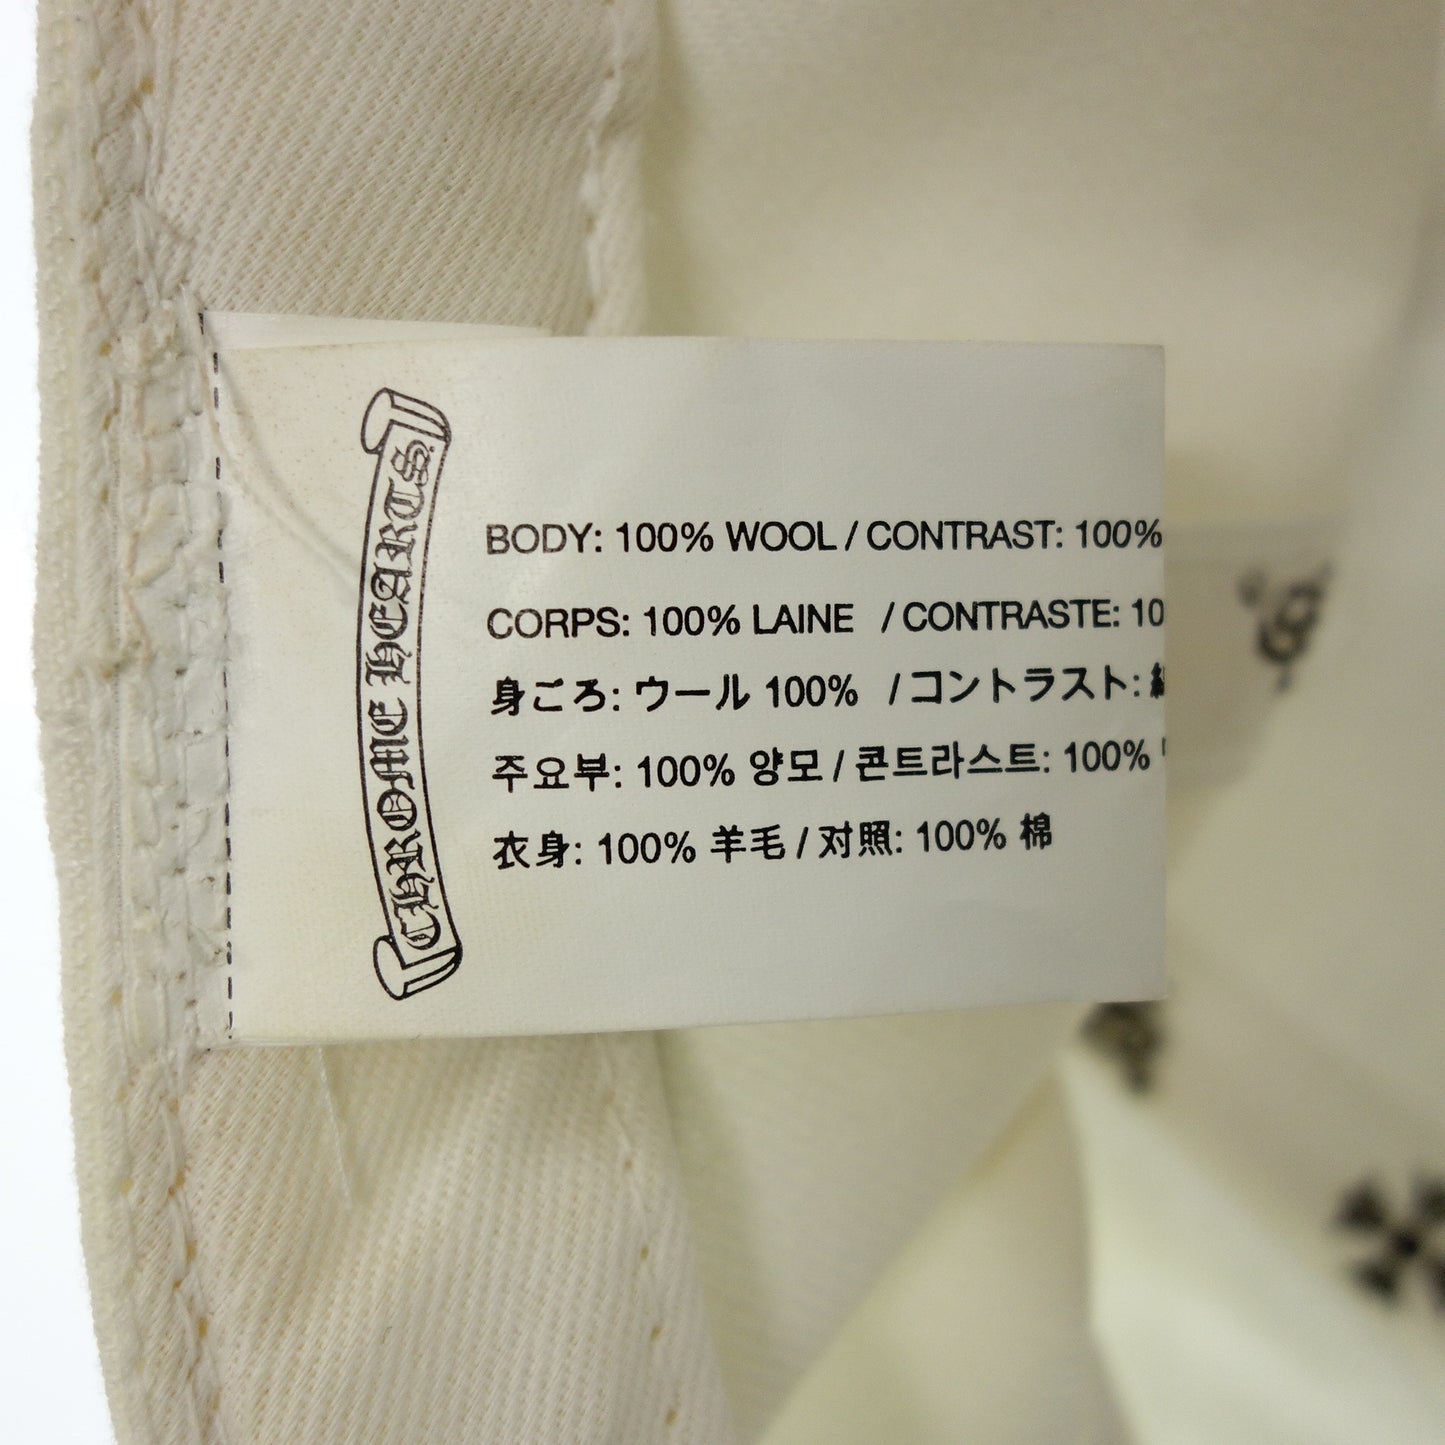 CHROME HEARTS
BODY: 100% WOOL / CONTRAST: 100%
CORPS: 100% LAINE / CONTRASTE: 10
身ごろ: ウール 100% / コントラスト:
주요부: 100% 양모 / 콘트라스트: 100%
衣身: 100% 羊毛 / 对照: 100% 棉